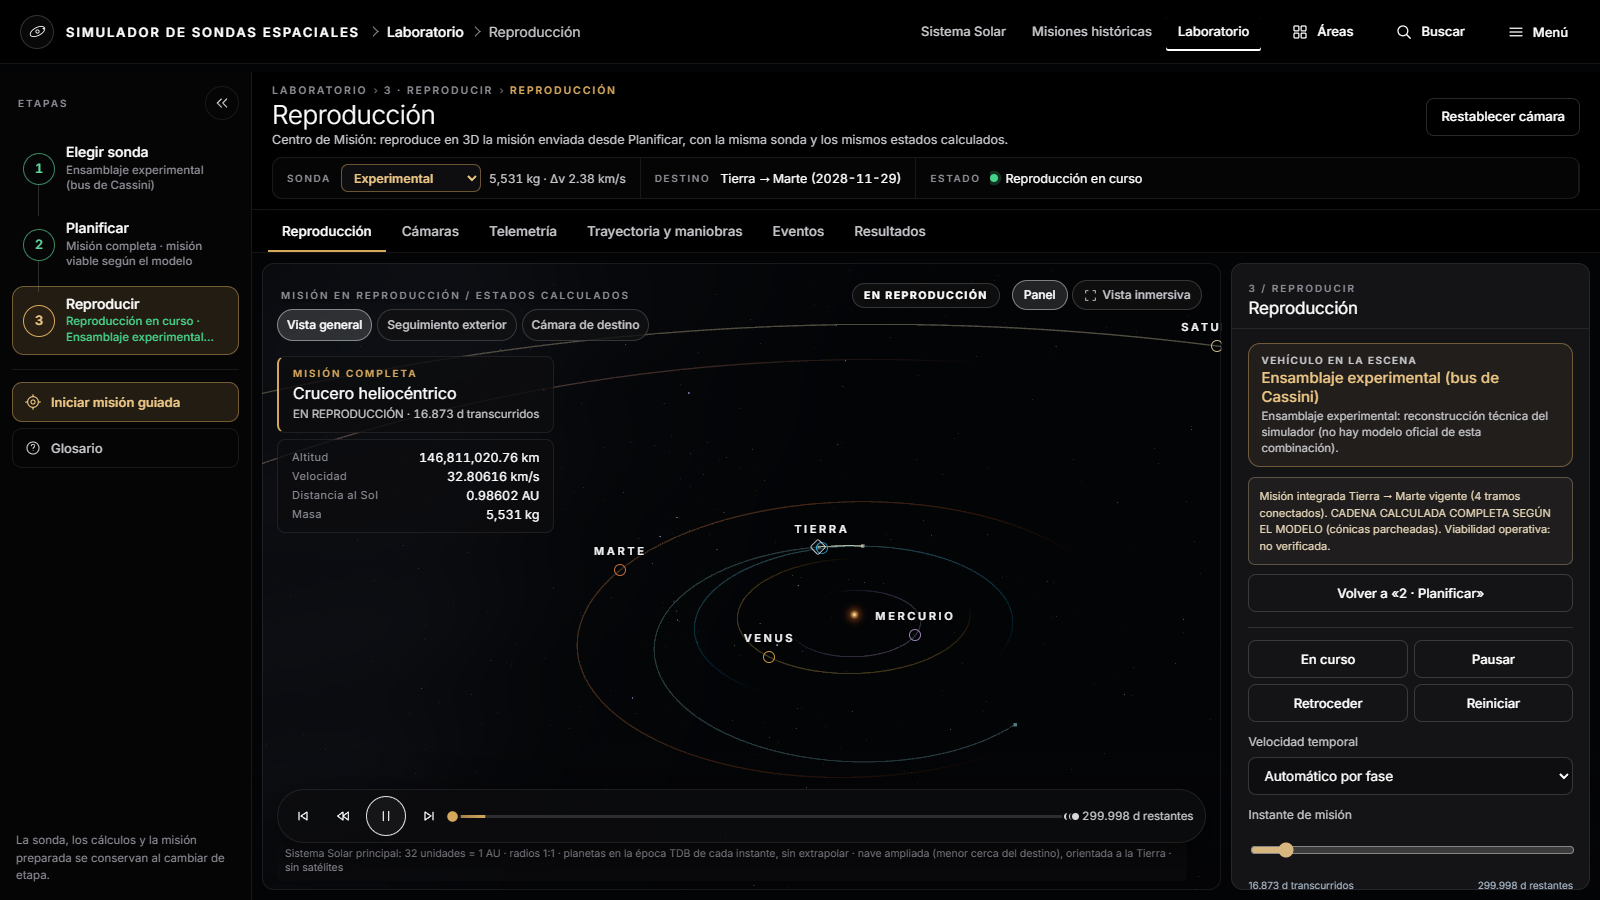 SIMULADOR DE SONDAS ESPACIALES
Laboratorio
Reproducción
Sistema Solar
Misiones históricas
Laboratorio
Áreas
Buscar
Menú
ETAPAS
1
Elegir sonda
Ensamblaje experimental
(bus de Cassini)
2
Planificar
Misión completa · misión
viable según el modelo
3
Reproducir
Reproducción en curso ·
Ensamblaje experimental...
Iniciar misión guiada
Glosario
La sonda, los cálculos y la misión
preparada se conservan al cambiar de
etapa.
LABORATORIO › 3 · REPRODUCIR › REPRODUCCIÓN
Reproducción
Centro de Misión: reproduce en 3D la misión enviada desde Planificar, con la misma sonda y los mismos estados calculados.
Restablecer cámara
SONDA
Experimental
5,531 kg · Δv 2.38 km/s
DESTINO
Tierra → Marte (2028-11-29)
ESTADO
Reproducción en curso
Reproducción
Cámaras
Telemetría
Trayectoria y maniobras
Eventos
Resultados
MISIÓN EN REPRODUCCIÓN / ESTADOS CALCULADOS
EN REPRODUCCIÓN
Panel
Vista inmersiva
Vista general
Seguimiento exterior
Cámara de destino
MISIÓN COMPLETA
Crucero heliocéntrico
EN REPRODUCCIÓN · 16.873 d transcurridos
Altitud 146,811,020.76 km
Velocidad 32.80616 km/s
Distancia al Sol 0.98602 AU
Masa 5,531 kg
SATU
TIERRA
MARTE
MERCURIO
VENUS
299.998 d restantes
Sistema Solar principal: 32 unidades = 1 AU · radios 1:1 · planetas en la época TDB de cada instante, sin extrapolar · nave ampliada (menor cerca del destino), orientada a la Tierra ·
sin satélites
3 / REPRODUCIR
Reproducción
VEHÍCULO EN LA ESCENA
Ensamblaje experimental (bus de
Cassini)
Ensamblaje experimental: reconstrucción técnica del
simulador (no hay modelo oficial de esta
combinación).
Misión integrada Tierra → Marte vigente (4 tramos
conectados). CADENA CALCULADA COMPLETA SEGÚN
EL MODELO (cónicas parcheadas). Viabilidad operativa:
no verificada.
Volver a «2 · Planificar»
En curso
Pausar
Retroceder
Reiniciar
Velocidad temporal
Automático por fase
Instante de misión
16.873 d transcurridos
299.998 d restantes